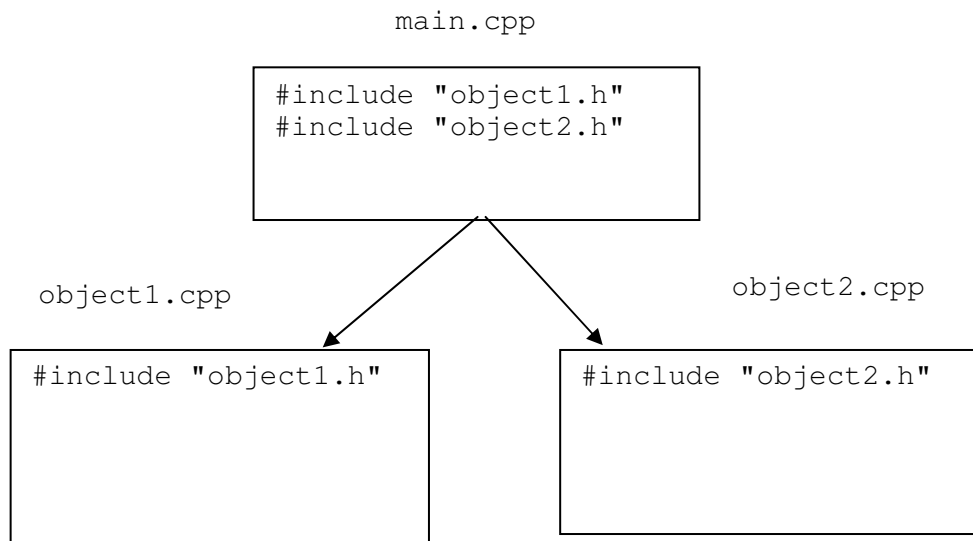 main.cpp
#include "object1.h"
#include "object2.h"
object1.cpp
object2.cpp
#include "object1.h"
#include "object2.h"